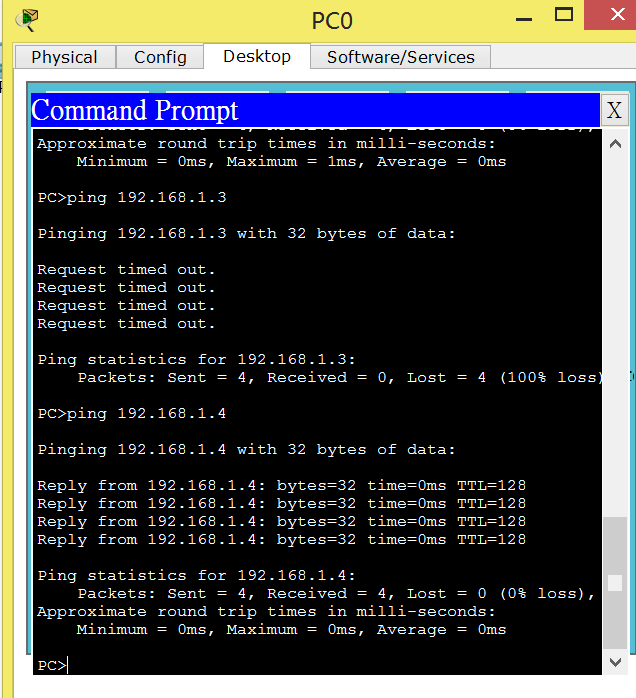 PC0
X
Physical Config Desktop Software/Services
Command Prompt X
Approximate round trip times in milli-seconds:
Minimum = 0ms, Maximum = 1ms, Average = 0ms
PC>ping 192.168.1.3
Pinging 192.168.1.3 with 32 bytes of data:
Request timed out.
Request timed out.
Request timed out.
Request timed out.
Ping statistics for 192.168.1.3:
Packets: Sent = 4, Received = 0, Lost = 4 (100% loss)
PC>ping 192.168.1.4
Pinging 192.168.1.4 with 32 bytes of data:
Reply from 192.168.1.4: bytes=32 time=0ms TTL=128
Reply from 192.168.1.4: bytes=32 time=0ms TTL=128
Reply from 192.168.1.4: bytes=32 time=0ms TTL=128
Reply from 192.168.1.4: bytes=32 time=0ms TTL=128
Ping statistics for 192.168.1.4:
Packets: Sent = 4, Received = 4, Lost = 0 (0% loss),
Approximate round trip times in milli-seconds:
Minimum = 0ms, Maximum = 0ms, Average = 0ms
PC>